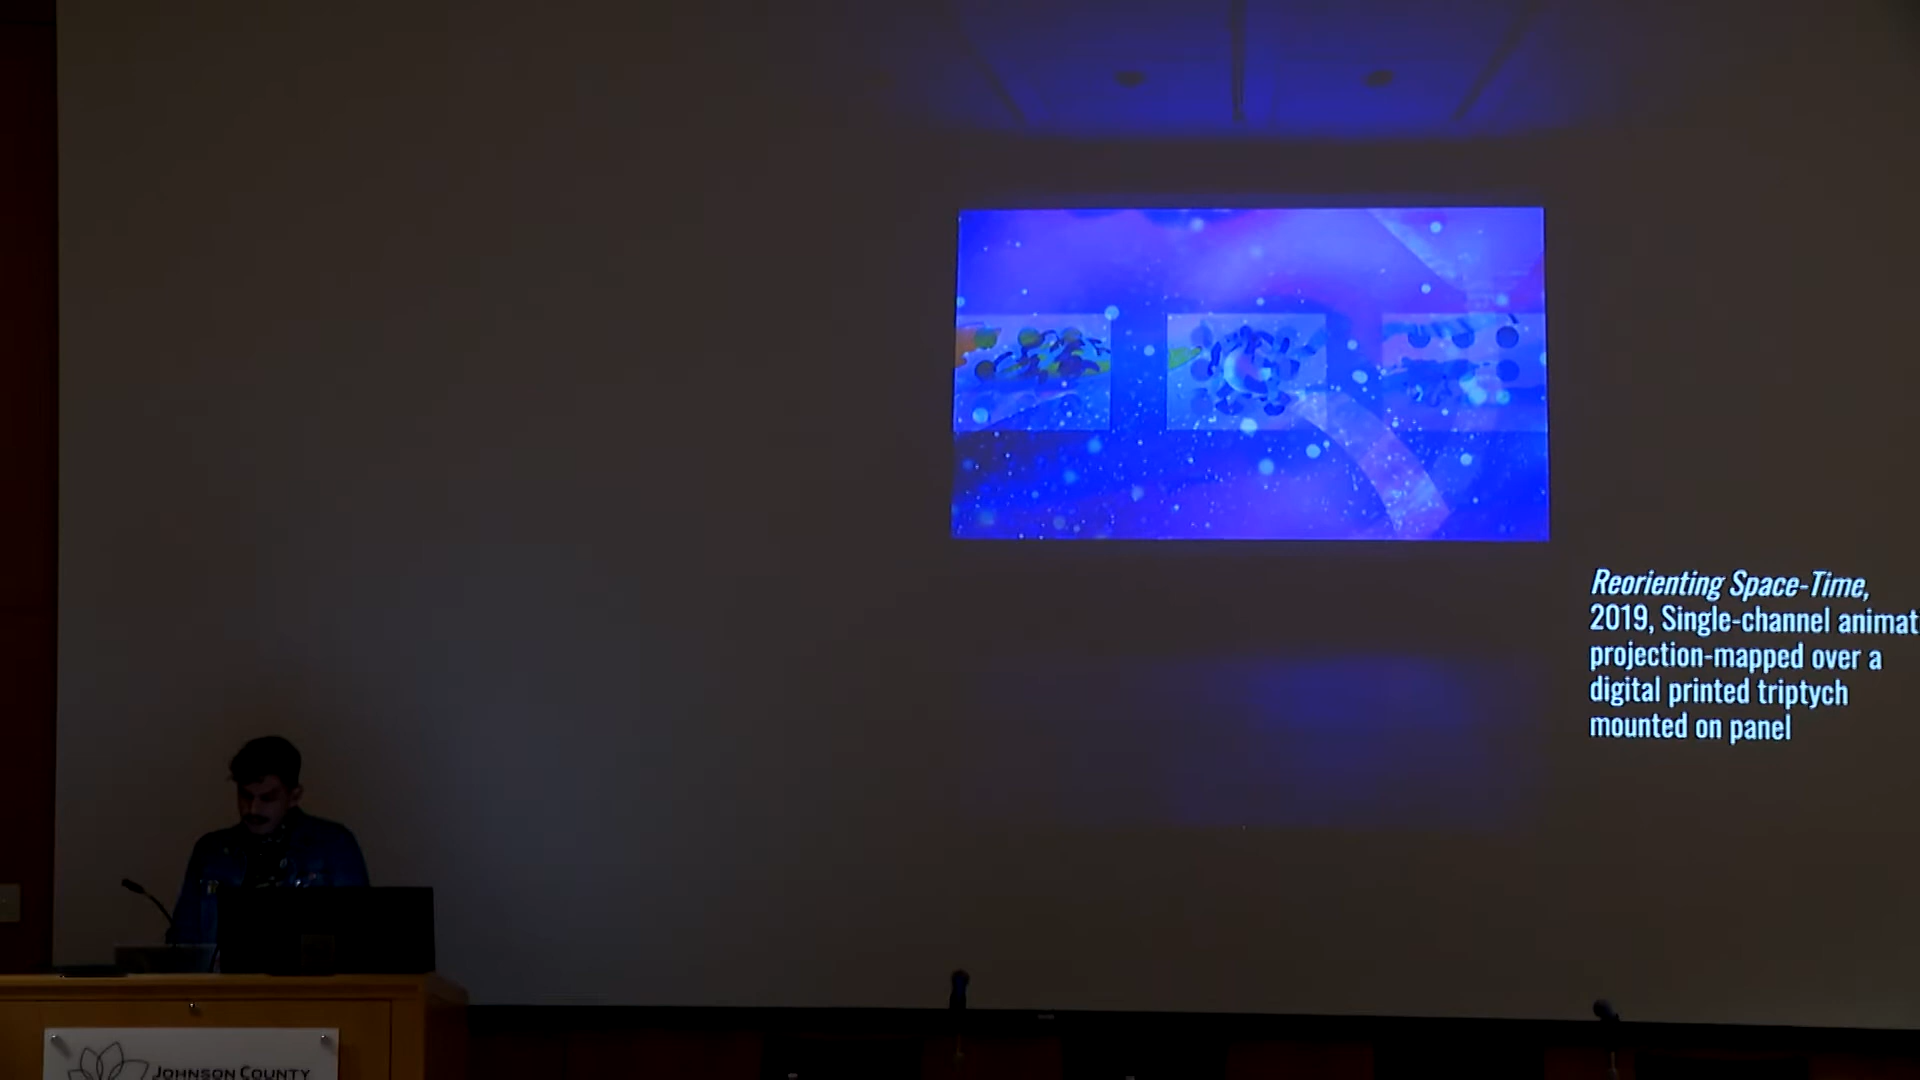 Reorienting Space-Time,
2019, Single-channel animat
projection-mapped over a
digital printed triptych
mounted on panel
JOHNSON COUNTY